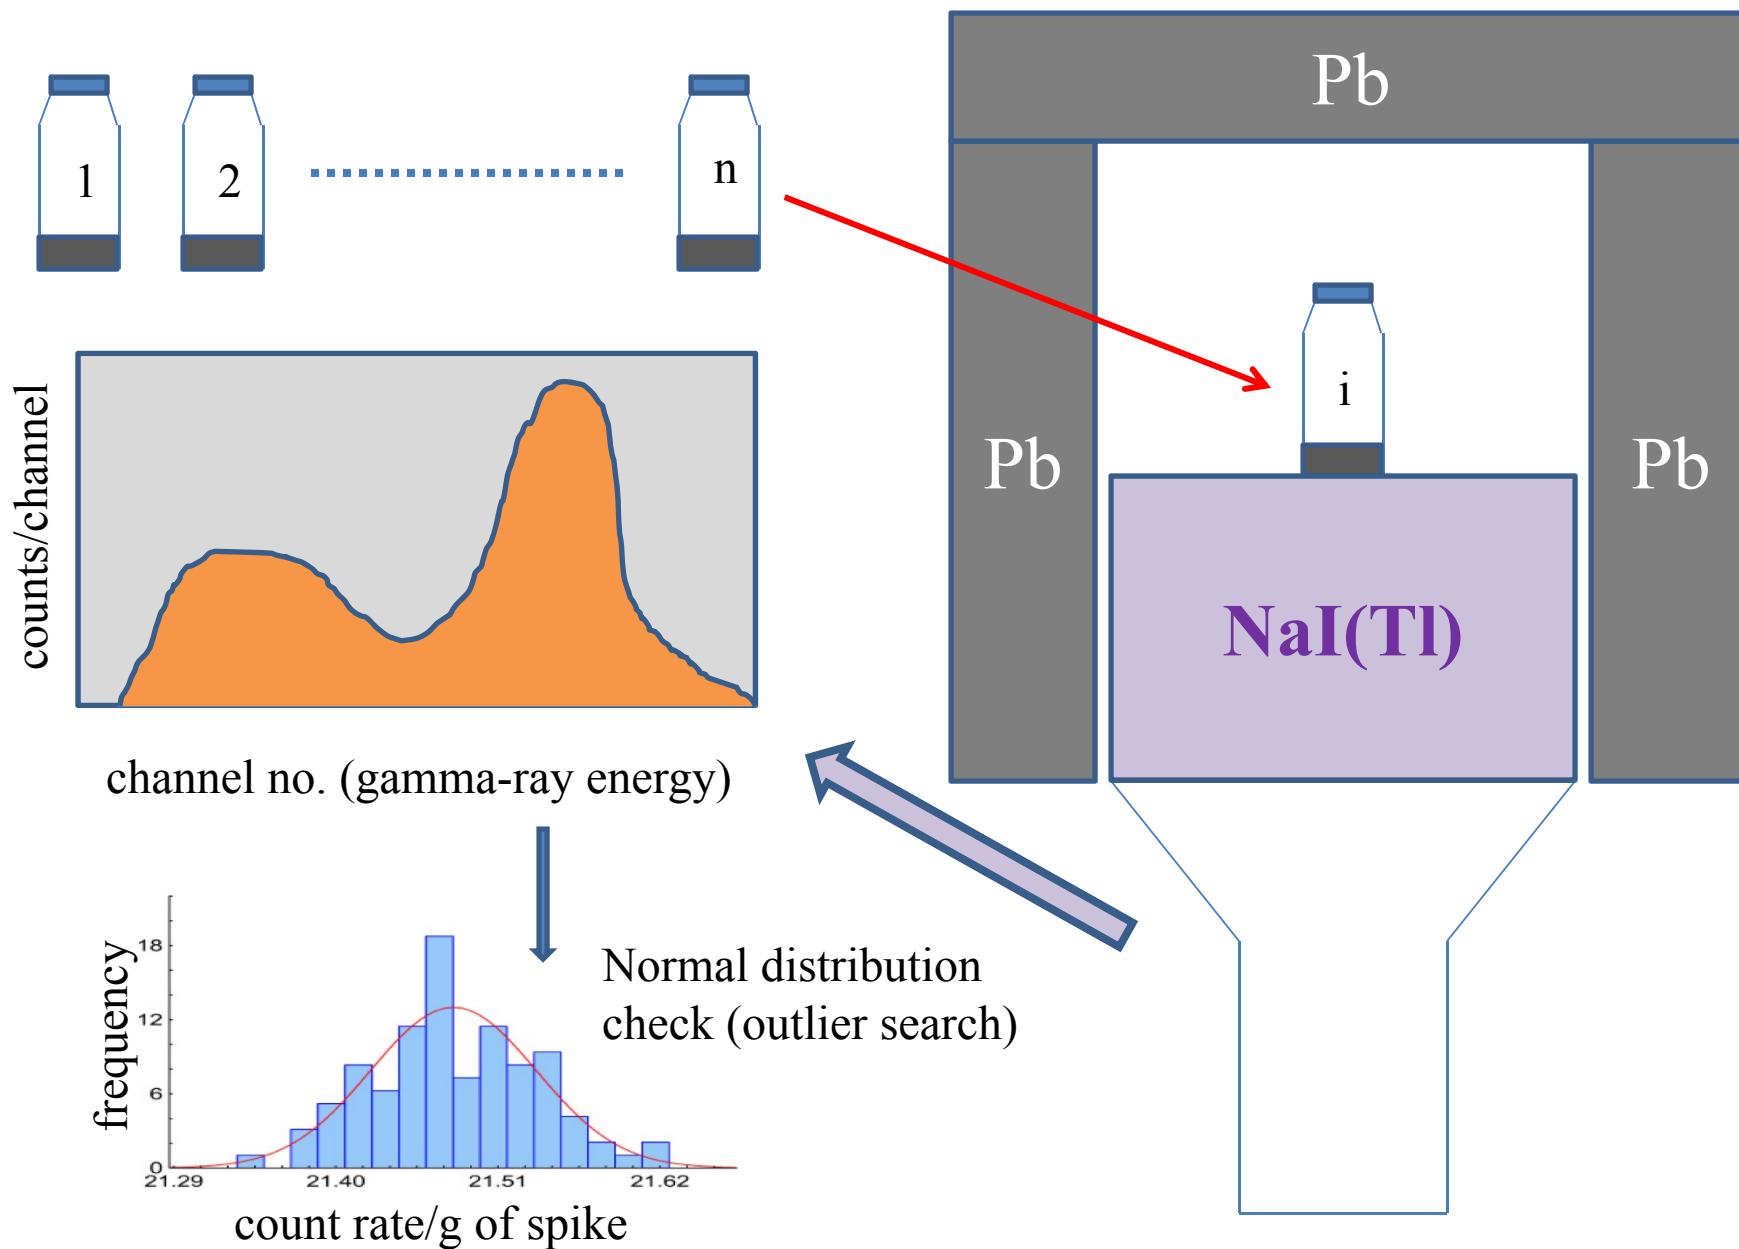 1
2
n
Pb
i
Pb
Pb
NaI(Tl)
counts/channel
channel no. (gamma-ray energy)
Normal distribution
check (outlier search)
frequency
18
12
6
0
21.29
21.40
21.51
21.62
count rate/g of spike